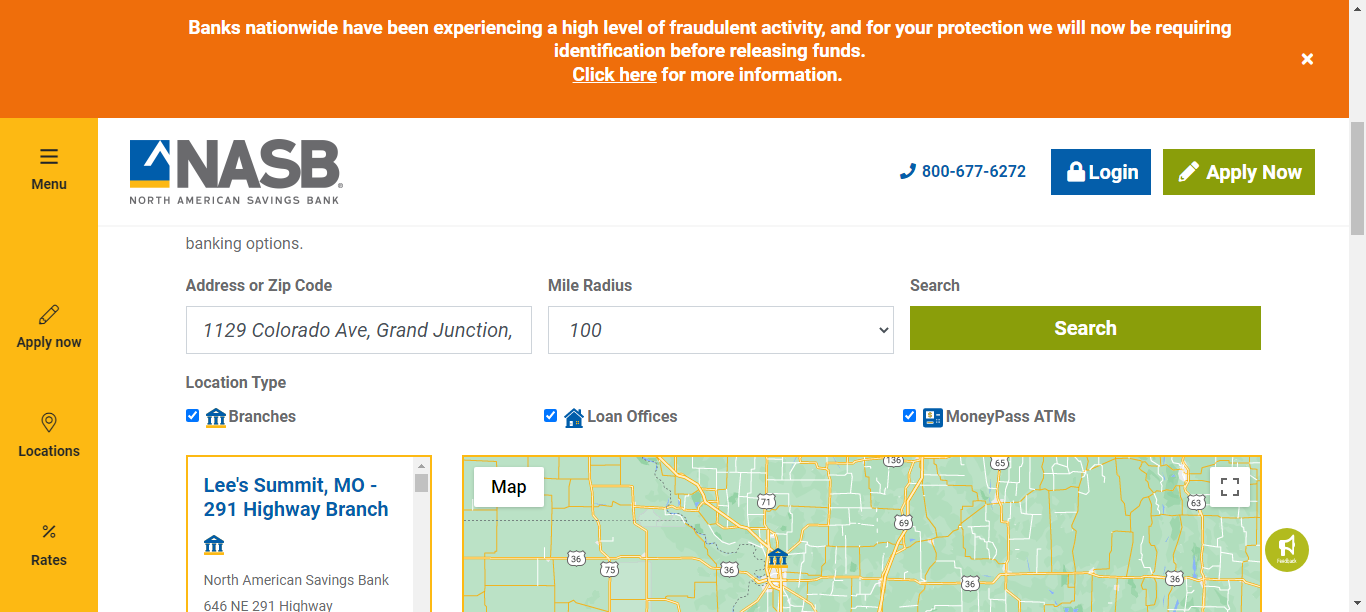 Banks nationwide have been experiencing a high level of fraudulent activity, and for your protection we will now be requiring
identification before releasing funds.
Click here for more information.
Menu
NASB
NORTH AMERICAN SAVINGS BANK
800-677-6272
Login
Apply Now
banking options.
Address or Zip Code
Mile Radius
Search
1129 Colorado Ave, Grand Junction,
100
Search
Apply now
Location Type
Branches
Loan Offices
MoneyPass ATMs
Locations
Lee's Summit, MO -
291 Highway Branch
North American Savings Bank
646 NE 291 Highway
Rates
Map
136
65
71
63
69
36
75
36
36
36
Feedback